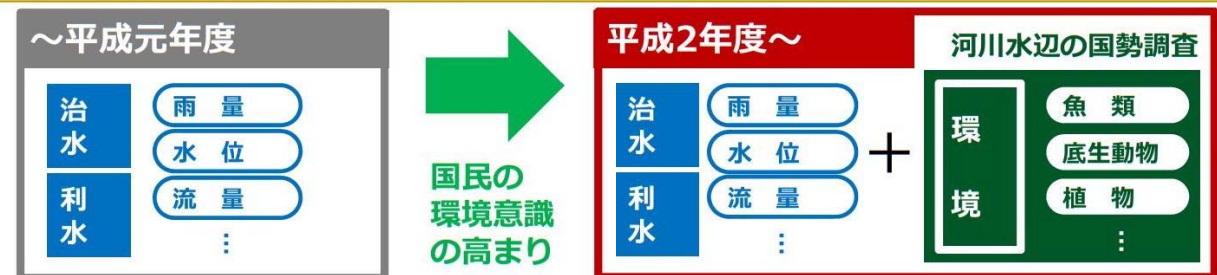 ～平成元年度
治水
利水
雨量
水位
流量
⋮
国民の
環境意識
の高まり
平成2年度～
治水
利水
雨量
水位
流量
⋮
＋
河川水辺の国勢調査
環境
魚類
底生動物
植物
⋮